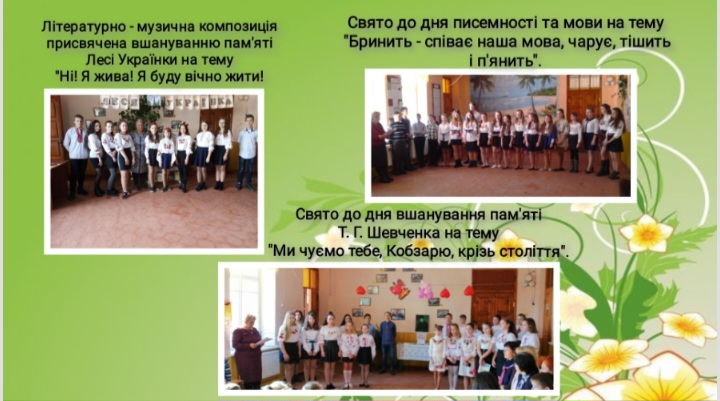 Літературно - музична композиція
присвячена вшануванню пам'яті
Лесі Українки на тему
"Ні! Я жива! Я буду вічно жити!
Свято до дня писемності та мови на тему
"Бринить - співає наша мова, чарує, тішить
і п'янить".
ЛЕСЯ УКРАЇНКА
Свято до дня вшанування пам'яті
Т. Г. Шевченка на тему
"Ми чуємо тебе, Кобзарю, крізь століття".